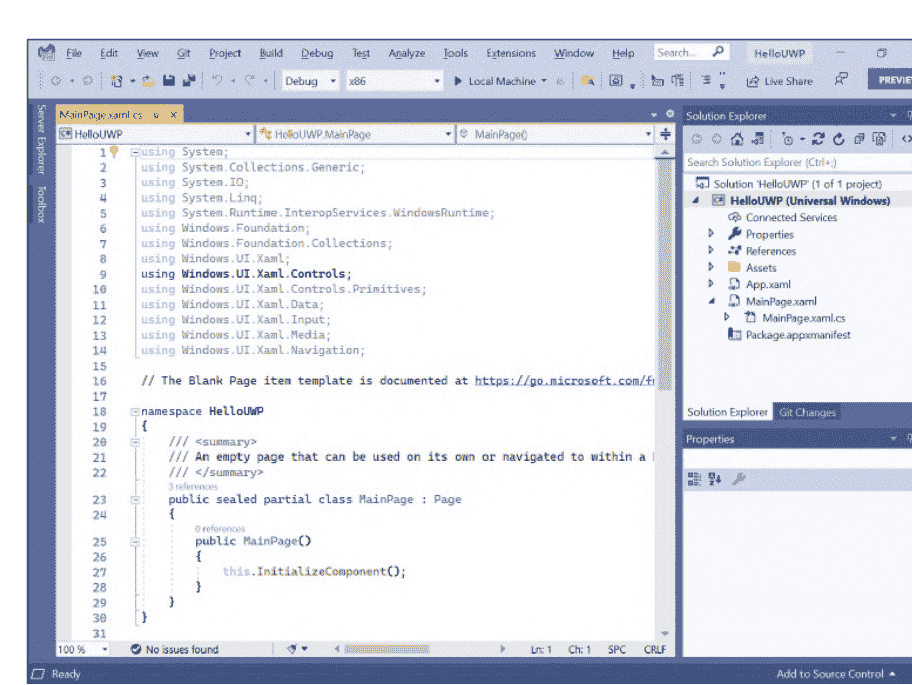 File Edit View Git Project Build Debug Test Analyze Tools Extensions Window Help Search... HelloUWP
Debug x86 Local Machine Live Share PREVIE
Server Explorer
Toolbox
MainPage.xaml.cs
HelloUWP HelloUWP.MainPage MainPage()
1 using System;
2 using System.Collections.Generic;
3 using System.IO;
4 using System.Linq;
5 using System.Runtime.InteropServices.WindowsRuntime;
6 using Windows.Foundation;
7 using Windows.Foundation.Collections;
8 using Windows.UI.Xaml;
9 using Windows.UI.Xaml.Controls;
10 using Windows.UI.Xaml.Controls.Primitives;
11 using Windows.UI.Xaml.Data;
12 using Windows.UI.Xaml.Input;
13 using Windows.UI.Xaml.Media;
14 using Windows.UI.Xaml.Navigation;
15
16 // The Blank Page item template is documented at https://go.microsoft.com/f
17
18 namespace HelloUWP
19 {
20 /// <summary>
21 /// An empty page that can be used on its own or navigated to within a
22 /// </summary>
3 references
23 public sealed partial class MainPage : Page
24 {
0 references
25 public MainPage()
26 {
27 this.InitializeComponent();
28 }
29 }
30 }
31
100 % No issues found Ln: 1 Ch: 1 SPC CRLF
Solution Explorer
Search Solution Explorer (Ctrl+;)
Solution 'HelloUWP' (1 of 1 project)
HelloUWP (Universal Windows)
Connected Services
Properties
References
Assets
App.xaml
MainPage.xaml
MainPage.xaml.cs
Package.appxmanifest
Solution Explorer Git Changes
Properties
Ready Add to Source Control